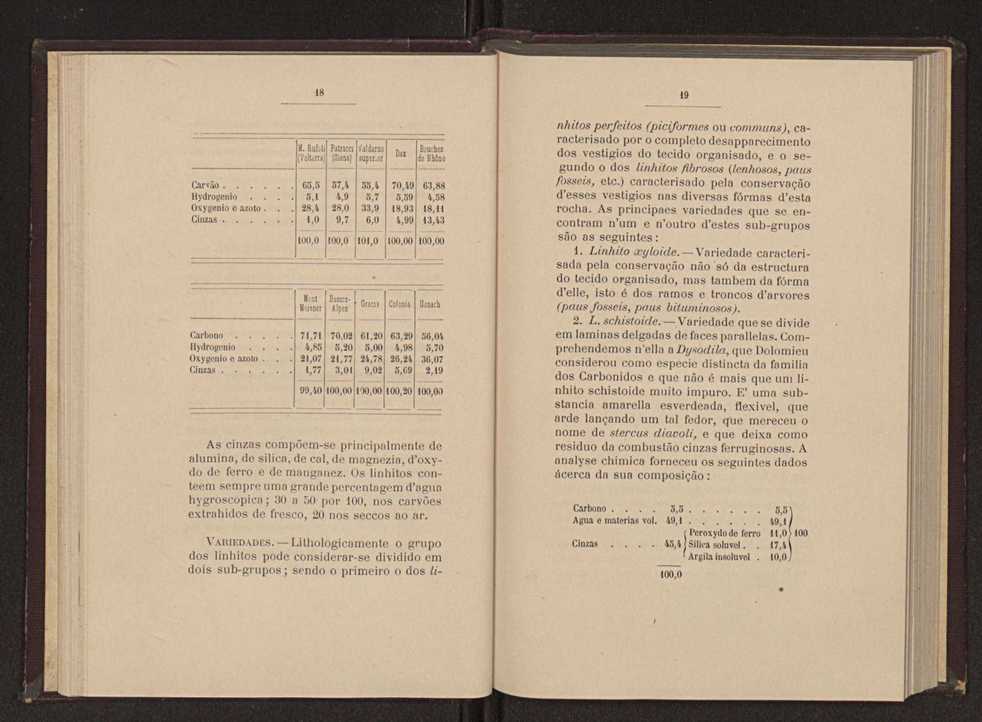 18
M. Rufoli Patraces Valdarno Dax Bouches
(Volterra) (Siena) super.or do Rhône
Carvão . . . . . . 65,5 57,4 55,4 70,49 63,88
Hydrogenio . . . . 5,1 4,9 5,7 5,59 4,58
Oxygenio e azoto . . . 28,4 28,0 33,9 18,93 18,11
Cinzas . . . . . . 1,0 9,7 6,0 4,99 13,43
100,0 100,0 101,0 100,00 100,00
Mont Basses- Grecia Colonia Usnach
Meisner Alpes
Carbono . . . . . 71,71 70,02 61,20 63,29 56,04
Hydrogenio . . . . 4,85 5,20 5,00 4,98 5,70
Oxygenio e azoto . . . 21,07 21,77 24,78 26,24 36,07
Cinzas . . . . . . 1,77 3,01 9,02 5,69 2,19
99,40 100,00 100,00 100,20 100,00
As cinzas compõem-se principalmente de
alumina, de silica, de cal, de magnezia, d'oxy-
do de ferro e de manganez. Os linhitos con-
teem sempre uma grande percentagem d'agua
hygroscopica; 30 a 50 por 100, nos carvões
extrahidos de fresco, 20 nos seccos ao ar.
VARIEDADES. — Lithologicamente o grupo
dos linhitos pode considerar-se dividido em
dois sub-grupos; sendo o primeiro o dos li-
19
nhitos perfeitos (piciformes ou communs), ca-
racterisado por o completo desapparecimento
dos vestigios do tecido organisado, e o se-
gundo o dos linhitos fibrosos (lenhosos, paus
fosseis, etc.) caracterisado pela conservação
d'esses vestigios nas diversas fórmas d'esta
rocha. As principaes variedades que se en-
contram n'um e n'outro d'estes sub-grupos
são as seguintes:
1. Linhito xyloide. — Variedade caracteri-
sada pela conservação não só da estructura
do tecido organisado, mas tambem da fórma
d'elle, isto é dos ramos e troncos d'arvores
(paus fosseis, paus bituminosos).
2. L. schistoide. — Variedade que se divide
em laminas delgadas de faces parallelas. Com-
prehendemos n'ella a Dysodila, que Dolomieu
considerou como especie distincta da familia
dos Carbonidos e que não é mais que um li-
nhito schistoide muito impuro. E' uma sub-
stancia amarella esverdeada, flexivel, que
arde lançando um tal fedor, que mereceu o
nome de stercus diavoli, e que deixa como
residuo da combustão cinzas ferruginosas. A
analyse chimica forneceu os seguintes dados
ácerca da sua composição:
Carbono . . . . 5,5 . . . . . . 5,5
Agua e materias vol. 49,1 . . . . . . 49,1
Peroxydo de ferro 11,0 100
Cinzas . . . . 45,4 Silica soluvel . . 17,4
Argila insoluvel . 10,0
100,0